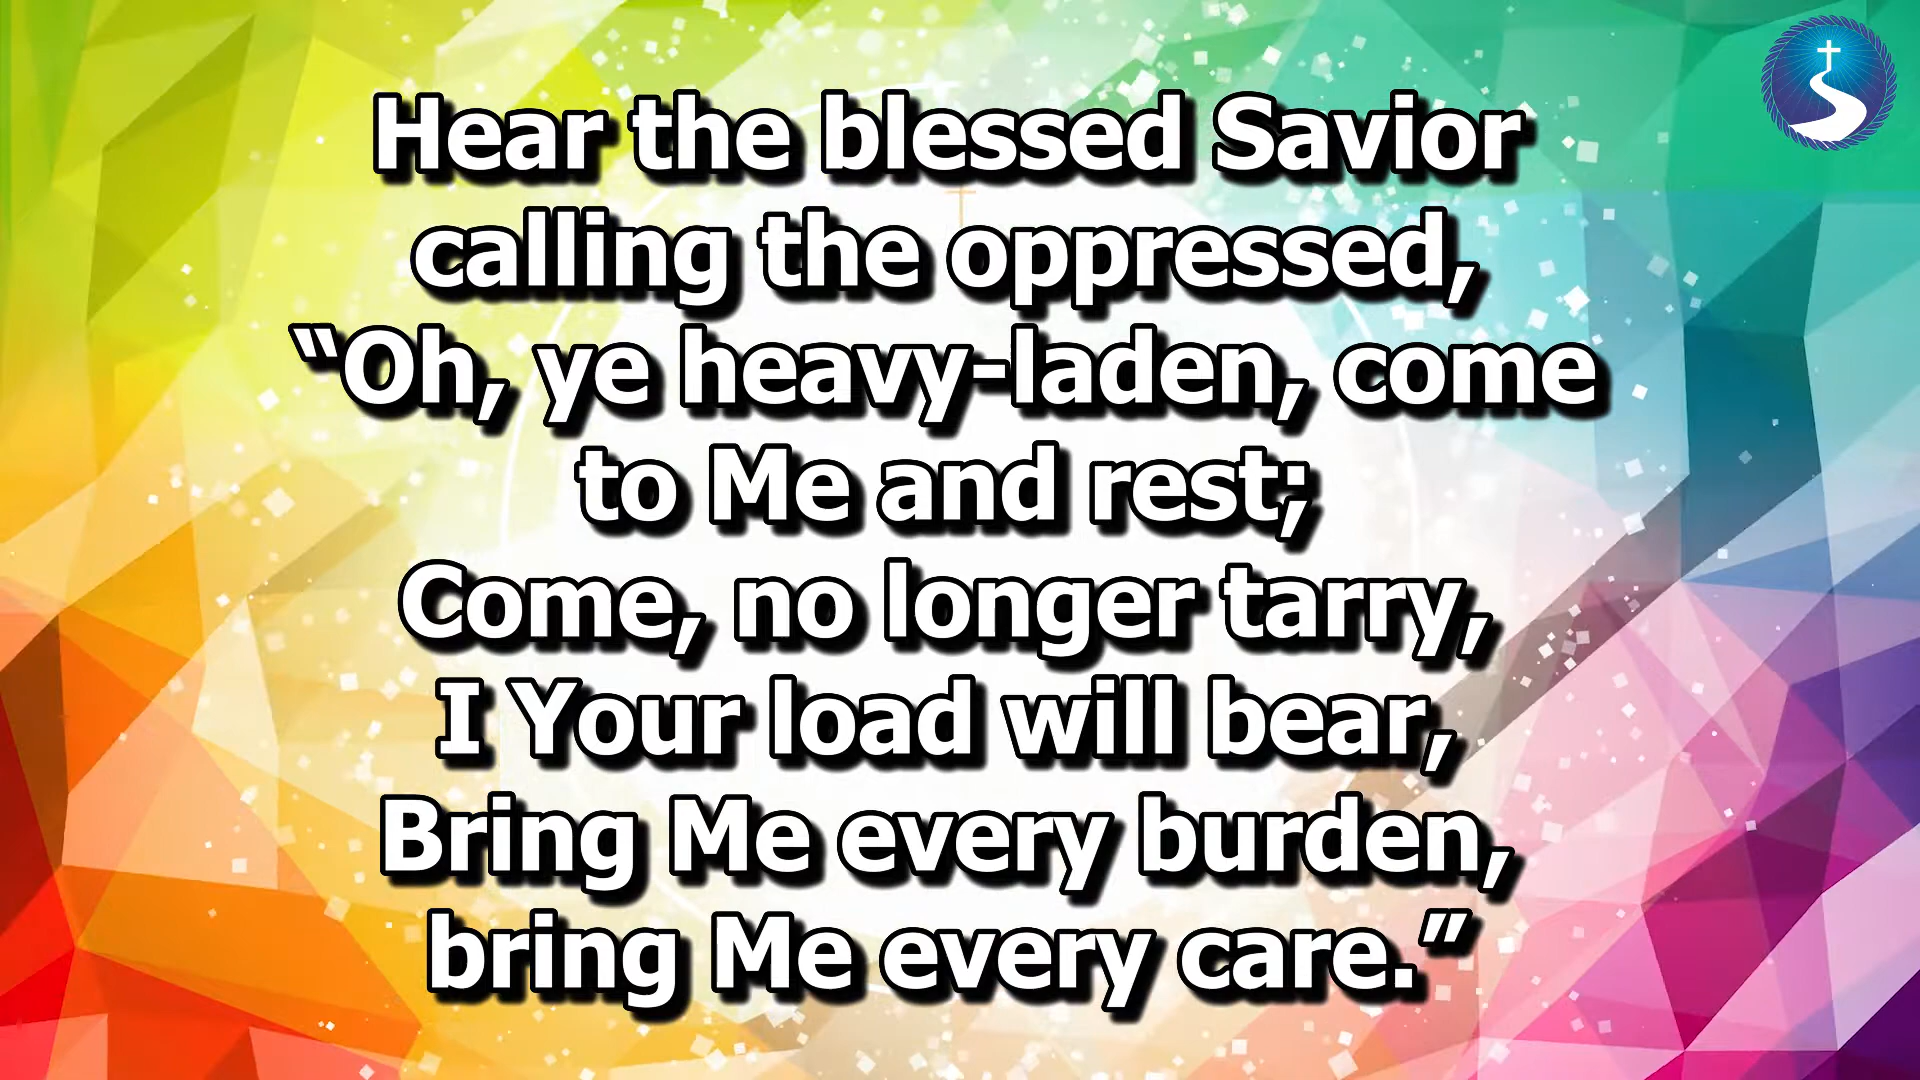 Hear the blessed Savior
calling the oppressed,
“Oh, ye heavy-laden, come
to Me and rest;
Come, no longer tarry,
I Your load will bear,
Bring Me every burden,
bring Me every care.”